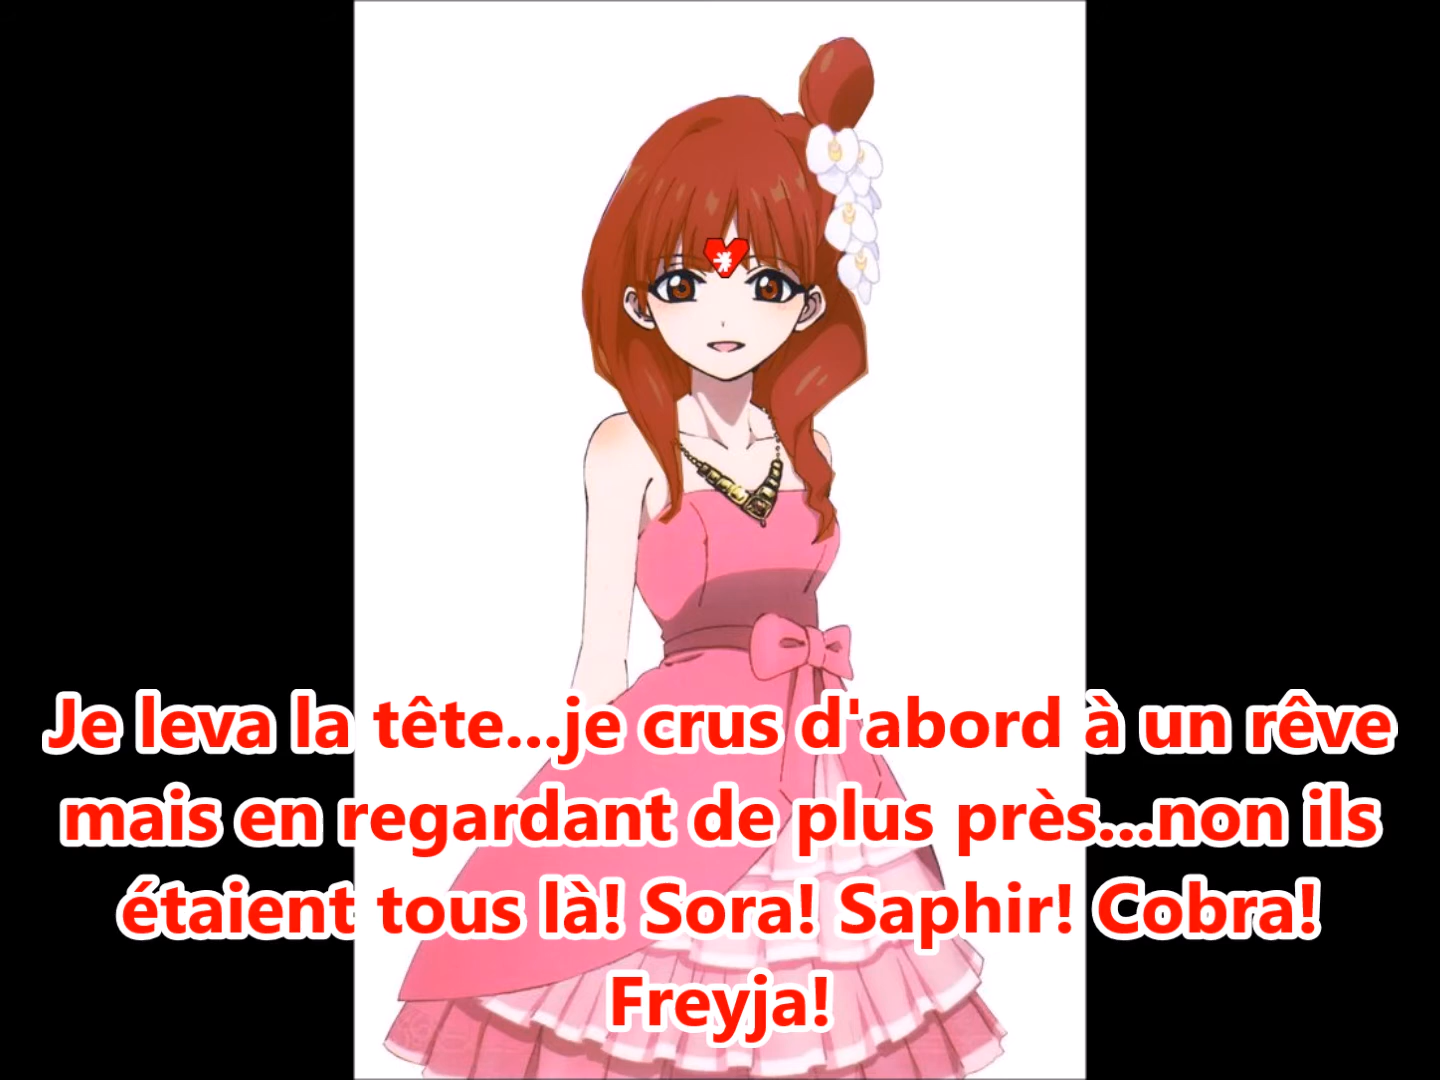 Je leva la tête...je crus d'abord à un rêve
mais en regardant de plus près...non ils
étaient tous là! Sora! Saphir! Cobra!
Freyja!